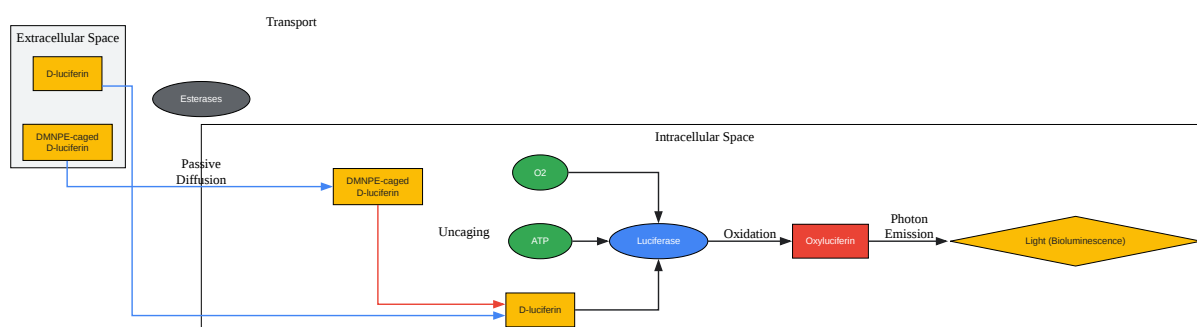 Transport
Extracellular Space
D-luciferin
DMNPE-caged
D-luciferin
Esterases
Intracellular Space
Passive
Diffusion
DMNPE-caged
D-luciferin
O2
Uncaging
ATP
Luciferase
Oxidation
Oxyluciferin
Photon
Emission
Light (Bioluminescence)
D-luciferin